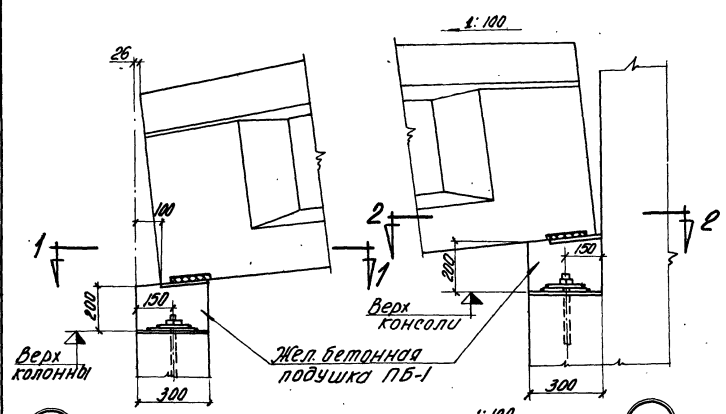 1:100
26
100
1
1
2
2
200
150
200
150
Верх
консоли
Верх
колонны
Жел. бетонная
подушка ПБ-1
300
300
1:100